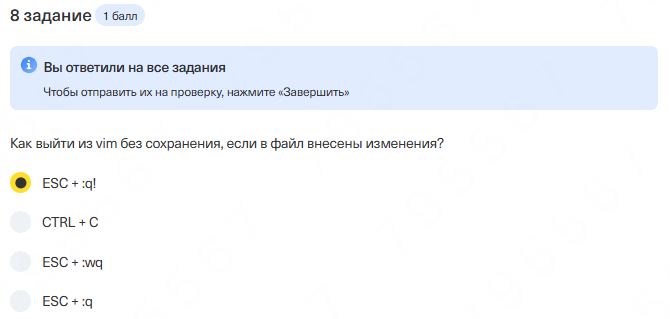 8 задание 1 балл
Вы ответили на все задания
Чтобы отправить их на проверку, нажмите «Завершить»
Как выйти из vim без сохранения, если в файл внесены изменения?
ESC + :q!
CTRL + C
ESC + :wq
ESC + :q